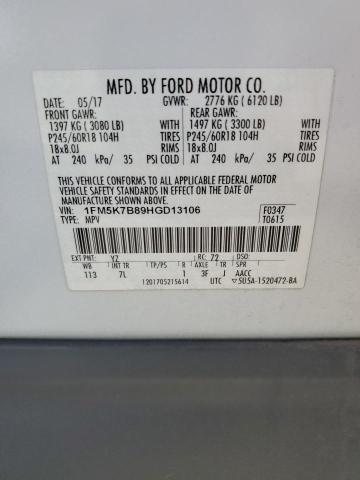 MFD. BY FORD MOTOR CO.
DATE: 05/17 GVWR: 2776 KG ( 6120 LB)
FRONT GAWR: REAR GAWR:
1397 KG ( 3080 LB) WITH 1497 KG ( 3300 LB) WITH
P245/60R18 104H TIRES P245/60R18 104H TIRES
18x8.0J RIMS 18x8.0J RIMS
AT 240 kPa/ 35 PSI COLD AT 240 kPa/ 35 PSI COLD
THIS VEHICLE CONFORMS TO ALL APPLICABLE FEDERAL MOTOR
VEHICLE SAFETY AND BUMPER STANDARDS IN EFFECT ON THE DATE OF MANUFACTURE SHOWN ABOVE.
VIN: 1FM5K7B89HGD13106 F0347
TYPE: MPV T0615
EXT PNT: YZ RC: 72 DSO:
WB INT TR TP/PS R AXLE TR SPR
113 7L 1 3F J AACC
1201705215614 UTC 5U5A-1520472-BA